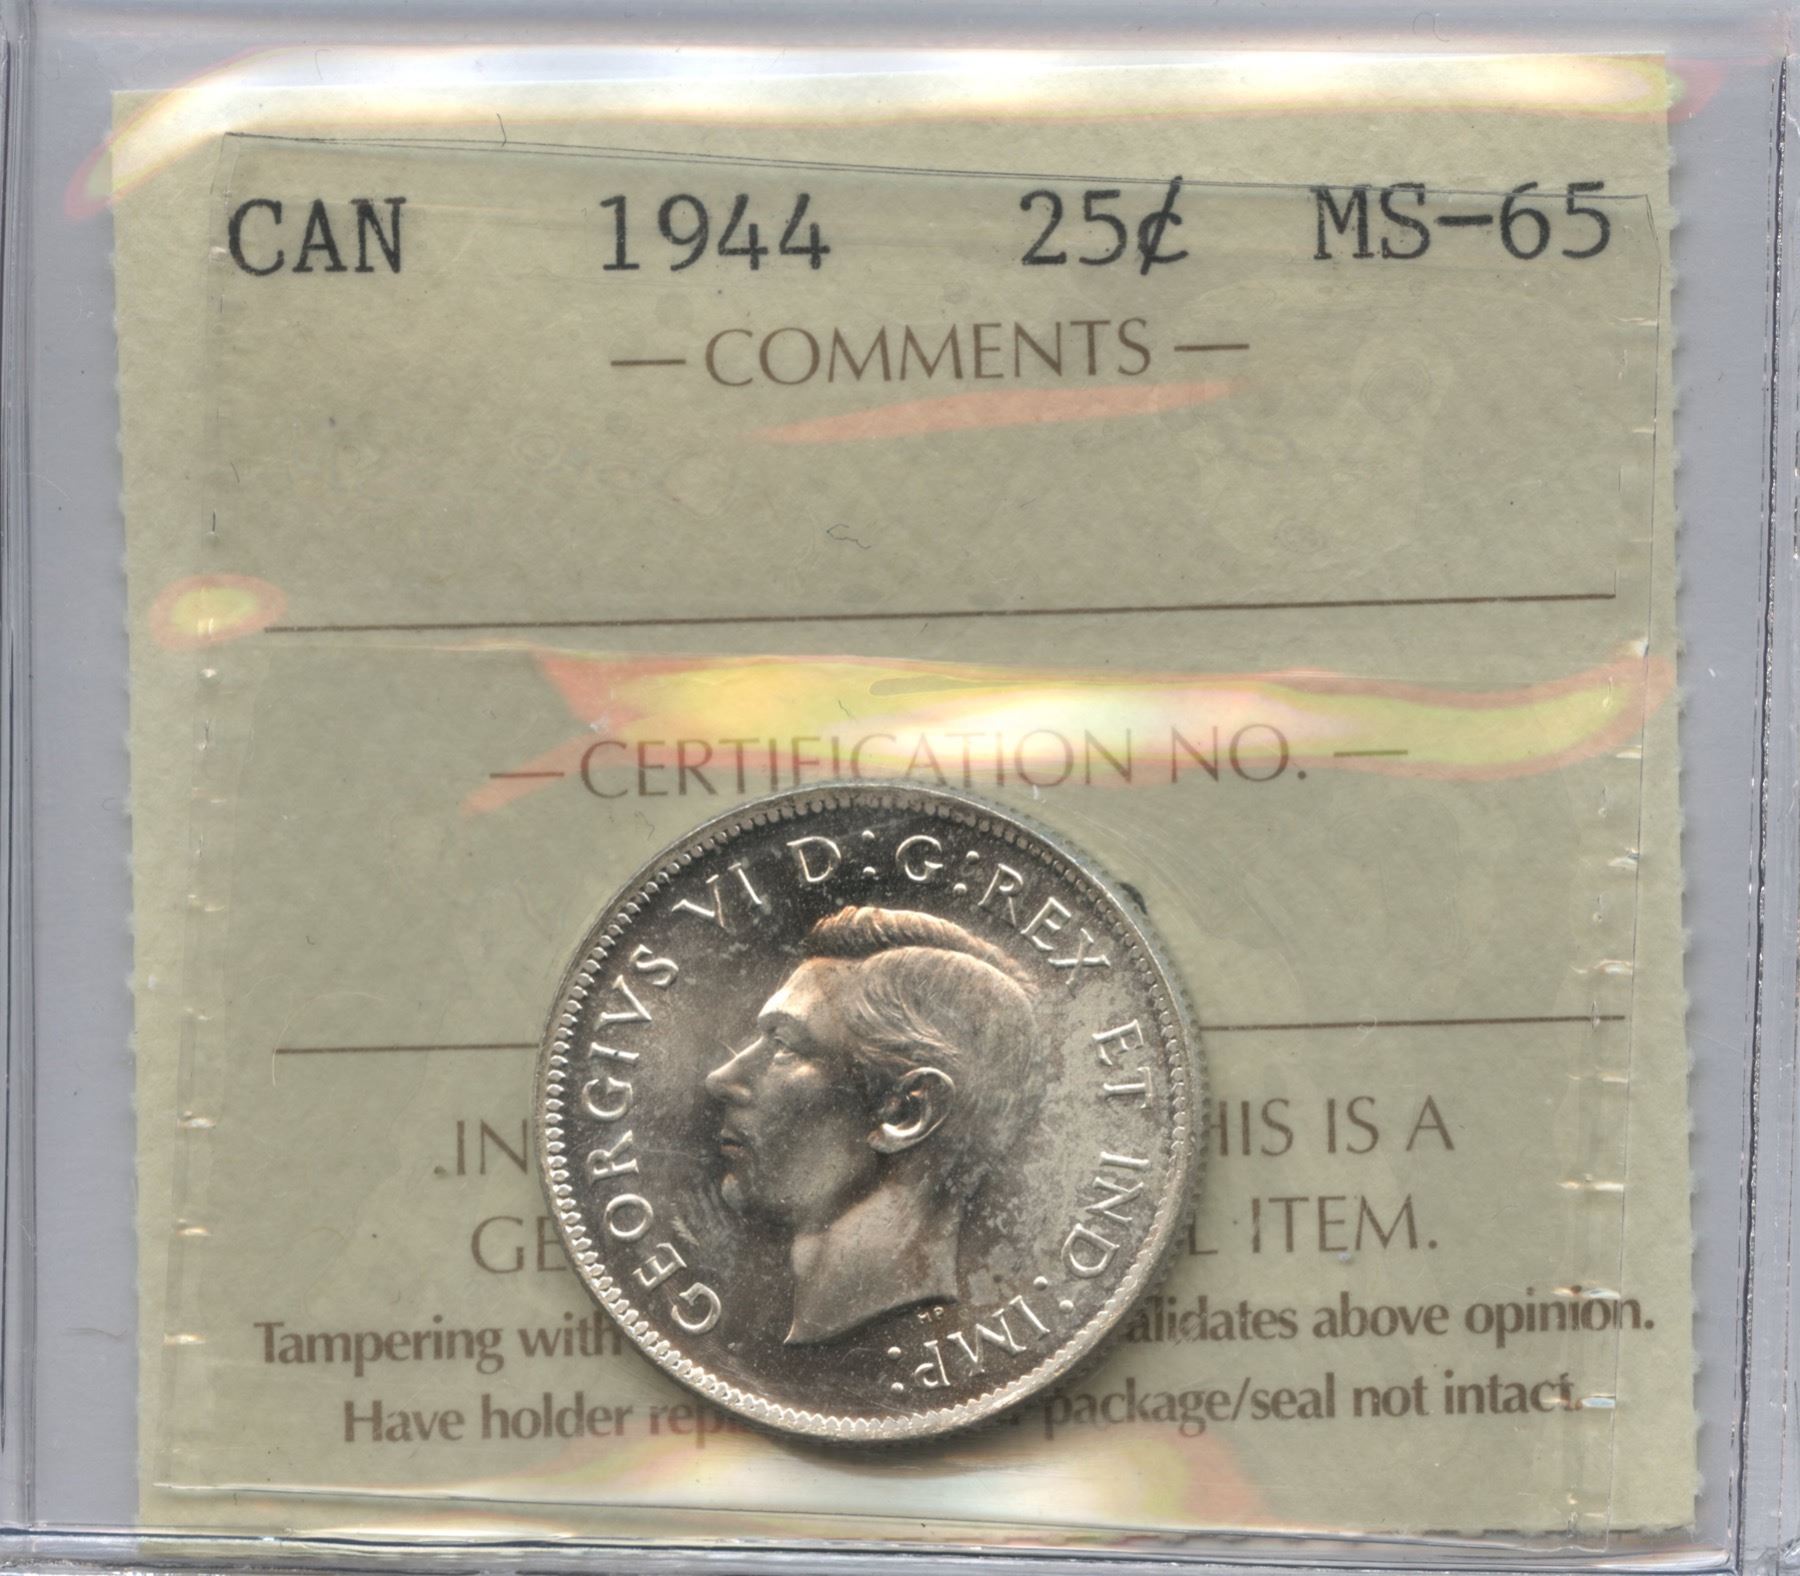 CAN 1944 25¢ MS-65
— COMMENTS —
— CERTIFICATION NO. —
GEORGIVS VI D:G:REX ET IND:IMP:
HP
.IN HIS IS A
GE L ITEM.
Tampering with alidates above opinion.
Have holder rep package/seal not intact.